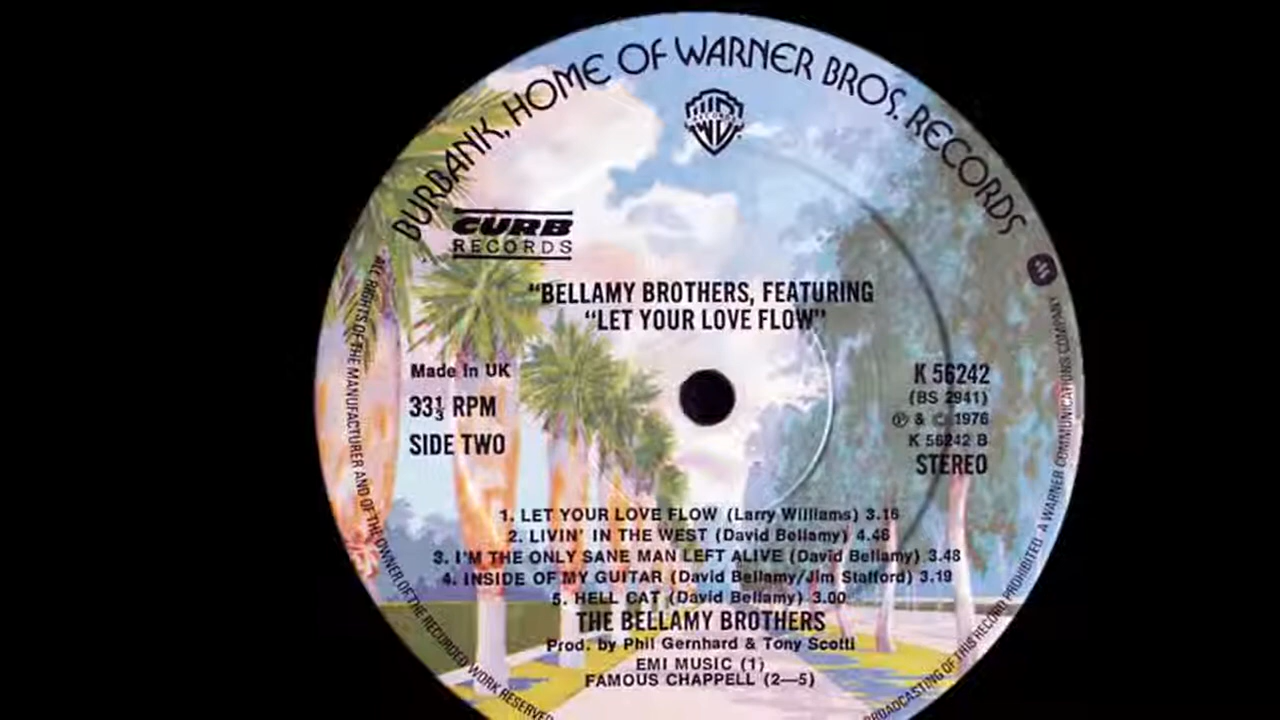 BURBANK, HOME OF WARNER BROS. RECORDS
CURB
RECORDS
"BELLAMY BROTHERS, FEATURING
"LET YOUR LOVE FLOW"
Made In UK
33⅓ RPM
SIDE TWO
K 56242
(BS 2941)
Ⓟ & © 1976
K 56242 B
STEREO
1. LET YOUR LOVE FLOW (Larry Williams) 3.16
2. LIVIN' IN THE WEST (David Bellamy) 4.46
3. I'M THE ONLY SANE MAN LEFT ALIVE (David Bellamy) 3.48
4. INSIDE OF MY GUITAR (David Bellamy/Jim Stafford) 3.19
5. HELL CAT (David Bellamy) 3.00
THE BELLAMY BROTHERS
Prod. by Phil Gernhard & Tony Scotti
EMI MUSIC (1)
FAMOUS CHAPPELL (2—5)
ALL RIGHTS OF THE MANUFACTURER AND OF THE OWNER OF THE RECORDED WORK RESERVED
BROADCASTING OF THIS RECORD PROHIBITED · A WARNER COMMUNICATIONS COMPANY